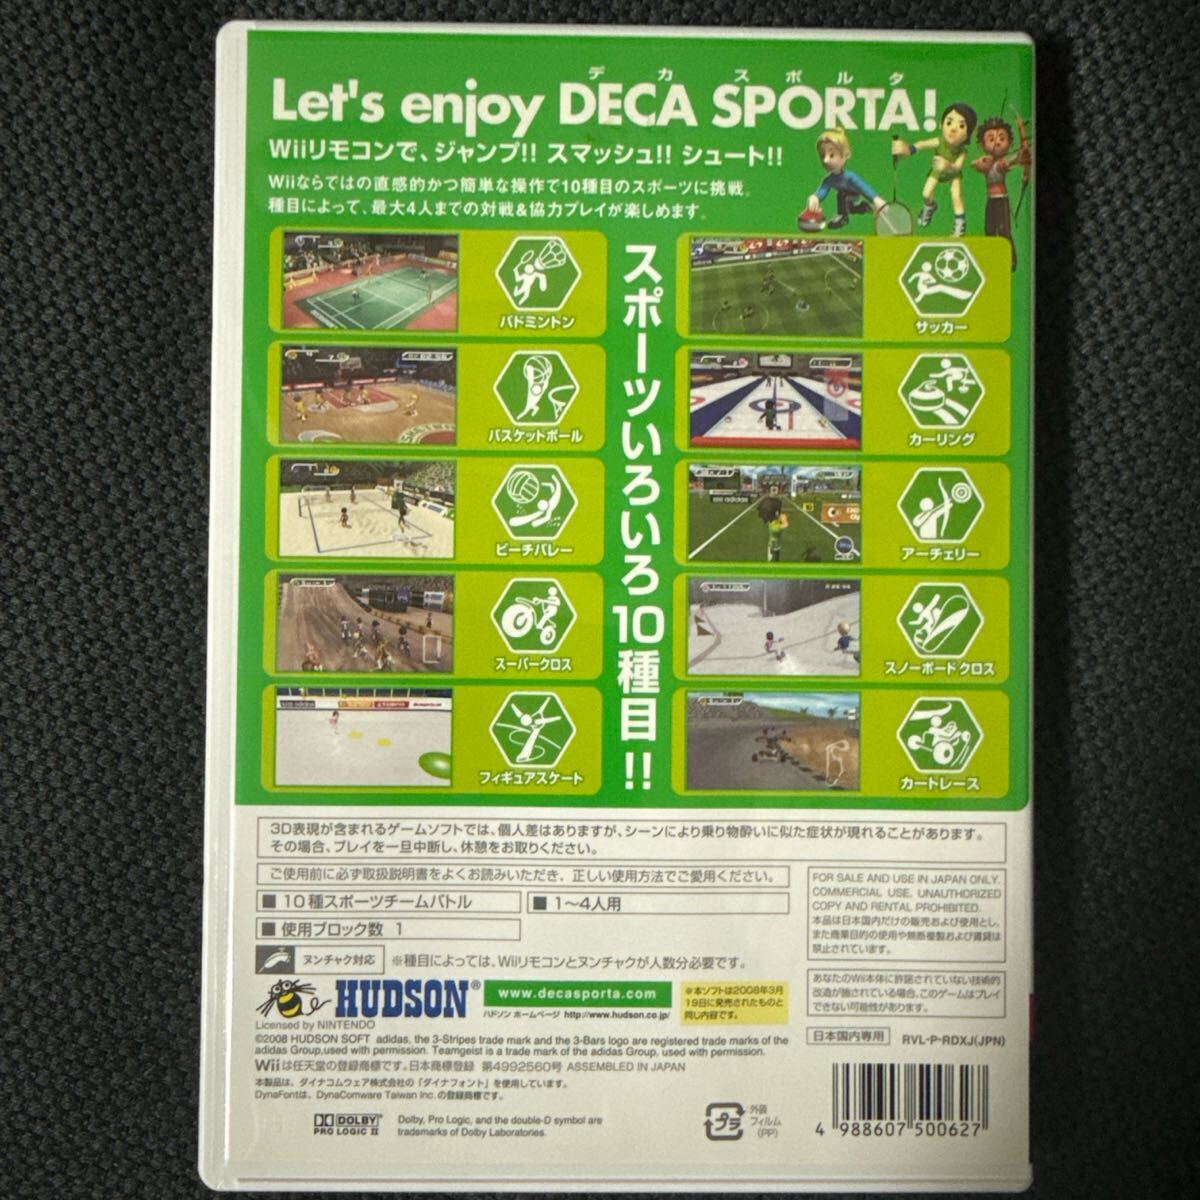 デカ スポルタ
Let's enjoy DECA SPORTA!
Wiiリモコンで、ジャンプ!! スマッシュ!! シュート!!
Wiiならではの直感的かつ簡単な操作で10種目のスポーツに挑戦。
種目によって、最大4人までの対戦&協力プレイが楽しめます。
スポーツいろいろ10種目!!
バドミントン
バスケットボール
ビーチバレー
スーパークロス
フィギュアスケート
サッカー
カーリング
アーチェリー
スノーボードクロス
カートレース
3D表現が含まれるゲームソフトでは、個人差はありますが、シーンにより乗り物酔いに似た症状が現れることがあります。
その場合、プレイを一旦中断し、休憩をお取りください。
ご使用前に必ず取扱説明書をよくお読みいただき、正しい使用方法でご愛用ください。
■ 10種スポーツチームバトル
■ 1〜4人用
■ 使用ブロック数 1
ヌンチャク対応
※種目によっては、Wiiリモコンとヌンチャクが人数分必要です。
FOR SALE AND USE IN JAPAN ONLY.
COMMERCIAL USE, UNAUTHORIZED
COPY AND RENTAL PROHIBITED.
本品は日本国内だけの販売および使用とし、
また商業目的の使用や無断複製および賃貸は
禁止されています。
あなたのWii本体に許諾されていない技術的
改造が施されている場合、このゲームはプレイ
できない可能性があります。
HUDSON®
www.decasporta.com
ハドソン ホームページ http://www.hudson.co.jp/
※本ソフトは2008年3月
19日に発売されたものと
同じ内容です。
日本国内専用
RVL-P-RDXJ(JPN)
Licensed by NINTENDO
©2008 HUDSON SOFT adidas, the 3-Stripes trade mark and the 3-Bars logo are registered trade marks of the
adidas Group,used with permission. Teamgeist is a trade mark of the adidas Group, used with permission.
Wiiは任天堂の登録商標です。日本商標登録 第4992560号 ASSEMBLED IN JAPAN
本製品は、ダイナコムウェア株式会社の「ダイナフォント」を使用しています。
DynaFontは、DynaComware Taiwan Inc.の登録商標です。
DOLBY
PRO LOGIC II
Dolby, Pro Logic, and the double-D symbol are
trademarks of Dolby Laboratories.
プラ
外装
フィルム
(PP)
4 988607 500627